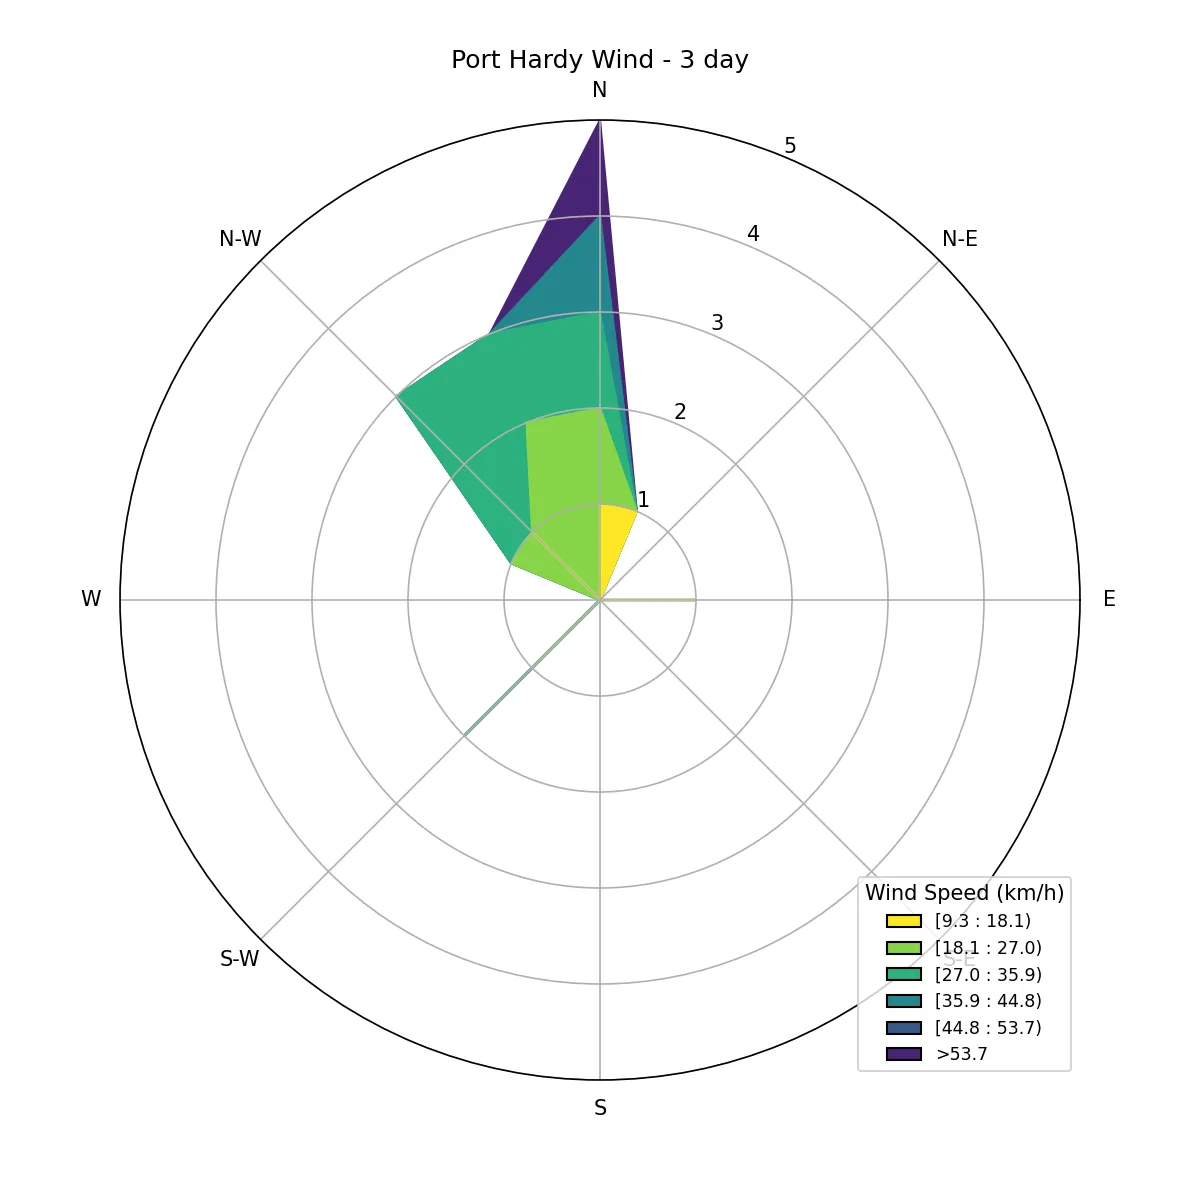 Port Hardy Wind - 3 day
N
5
N-W
4
N-E
3
2
1
W
E
Wind Speed (km/h)
[9.3 : 18.1)
[18.1 : 27.0)
S-W
S-E
[27.0 : 35.9)
[35.9 : 44.8)
[44.8 : 53.7)
>53.7
S